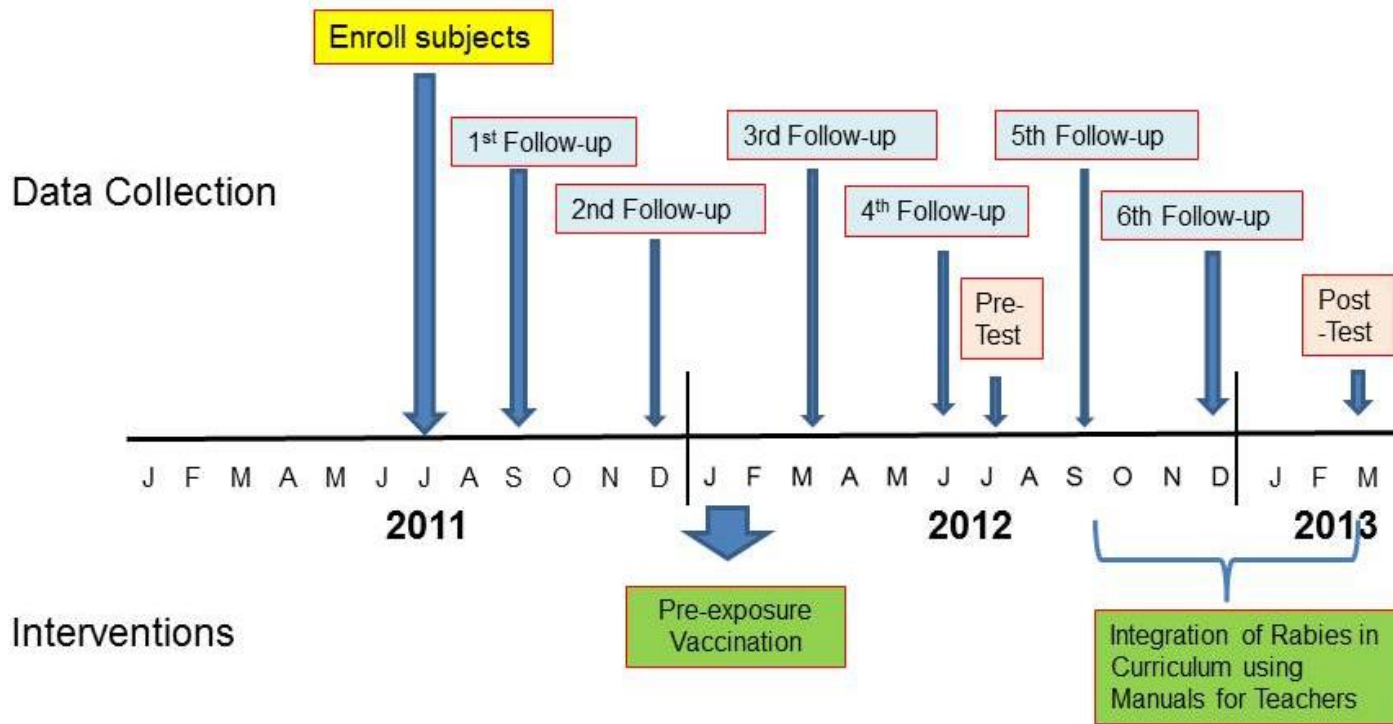 Enroll subjects
1st Follow-up
3rd Follow-up
5th Follow-up
Data Collection
2nd Follow-up
4th Follow-up
6th Follow-up
Pre-
Test
Post
-Test
J F M A M J J A S O N D J F M A M J J A S O N D J F M
2011
2012
2013
Interventions
Pre-exposure
Vaccination
Integration of Rabies in
Curriculum using
Manuals for Teachers